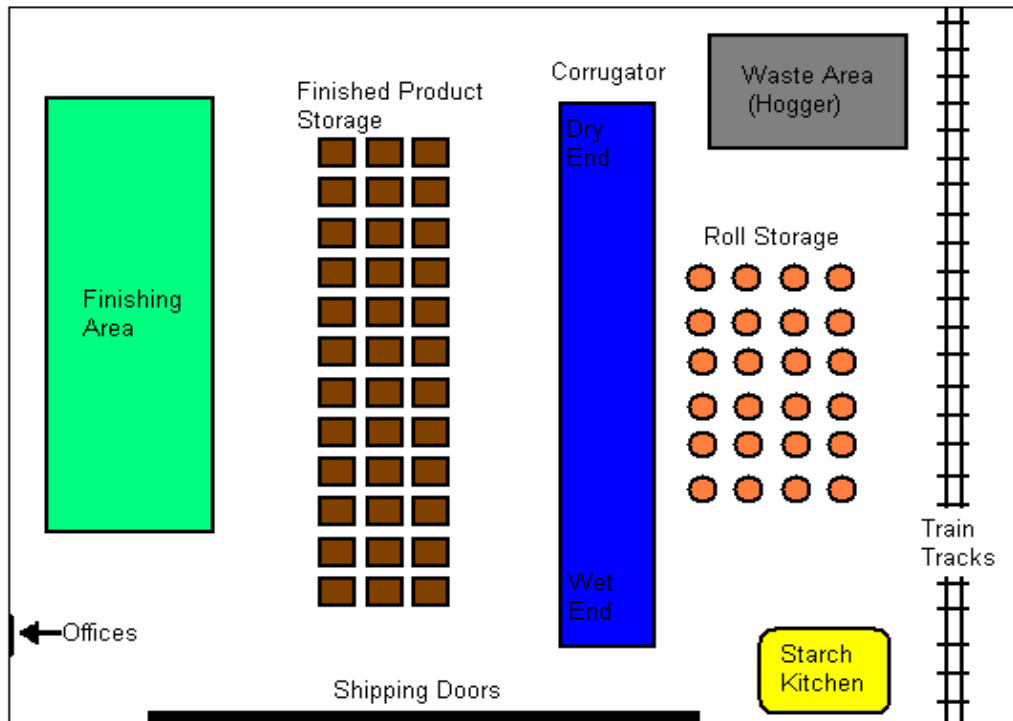 Corrugator
Waste Area
(Hogger)
Finished Product
Storage
Dry
End
Roll Storage
Finishing
Area
Train
Tracks
Wet
End
Offices
Starch
Kitchen
Shipping Doors